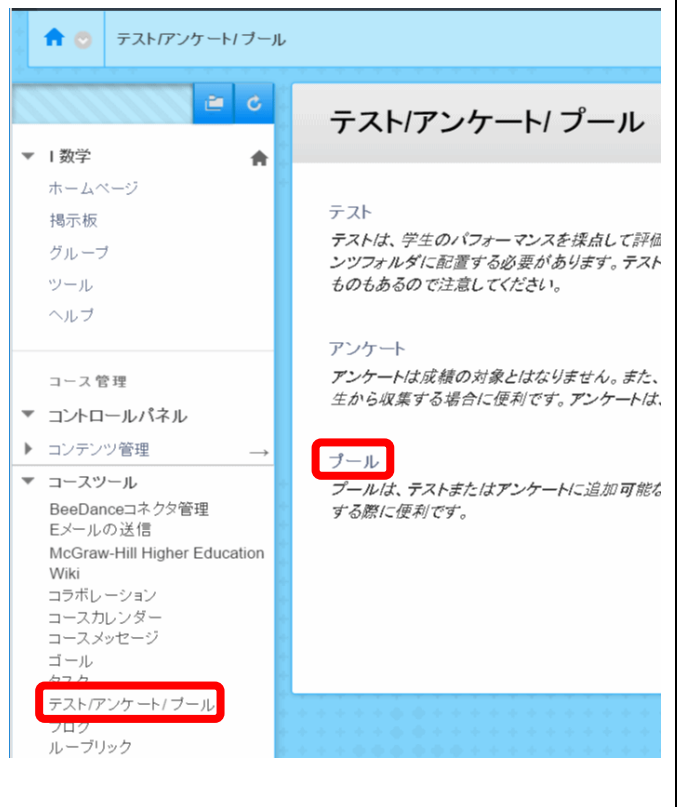 テスト/アンケート/ プール
テスト/アンケート/ プール
I 数学
ホームページ
掲示板
グループ
ツール
ヘルプ
コース管理
コントロールパネル
コンテンツ管理 →
コースツール
BeeDanceコネクタ管理
Eメールの送信
McGraw-Hill Higher Education
Wiki
コラボレーション
コースカレンダー
コースメッセージ
ゴール
タスク
テスト/アンケート/ プール
ブログ
ルーブリック
テスト
テストは、学生のパフォーマンスを採点して評価
ンツフォルダに配置する必要があります。テスト
ものもあるので注意してください。
アンケート
アンケートは成績の対象とはなりません。また、
生から収集する場合に便利です。アンケートは、
プール
プールは、テストまたはアンケートに追加可能な
する際に便利です。